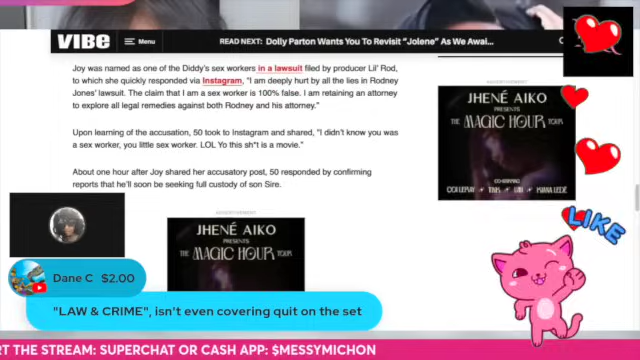 VIBE
Menu
READ NEXT: Dolly Parton Wants You To Revisit "Jolene" As We Awai...
Joy was named as one of the Diddy's sex workers in a lawsuit filed by producer Lil' Rod,
to which she quickly responded via Instagram, "I am deeply hurt by all the lies in Rodney
Jones' lawsuit. The claim that I am a sex worker is 100% false. I am retaining an attorney
to explore all legal remedies against both Rodney and his attorney."
Upon learning of the accusation, 50 took to Instagram and shared, "I didn't know you was
a sex worker, you little sex worker. LOL Yo this sh*t is a movie."
About one hour after Joy shared her accusatory post, 50 responded by confirming
reports that he'll soon be seeking full custody of son Sire.
ADVERTISEMENT
JHENÉ AIKO
PRESENTS
THE MAGIC HOUR TOUR
COI LERAY
TINK
UMI
KIANA LEDÉ
LIKE
ADVERTISEMENT
JHENÉ AIKO
PRESENTS
THE MAGIC HOUR TOUR
Dane C $2.00
"LAW & CRIME", isn't even covering quit on the set
RT THE STREAM: SUPERCHAT OR CASH APP: $MESSYMICHON